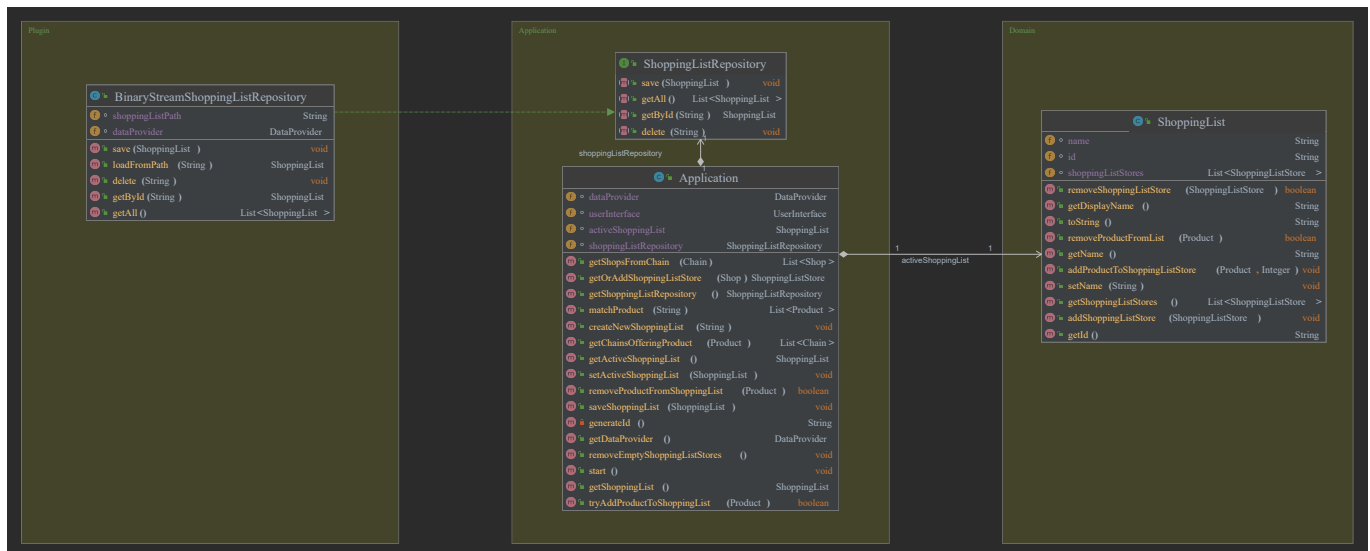 Plugin
BinaryStreamShoppingListRepository
shoppingListPath String
dataProvider DataProvider
save (ShoppingList ) void
loadFromPath (String ) ShoppingList
delete (String ) void
getById (String ) ShoppingList
getAll () List <ShoppingList >
Application
ShoppingListRepository
save (ShoppingList ) void
getAll () List <ShoppingList >
getById (String ) ShoppingList
delete (String ) void
1
shoppingListRepository
1
Application
dataProvider DataProvider
userInterface UserInterface
activeShoppingList ShoppingList
shoppingListRepository ShoppingListRepository
getShopsFromChain (Chain ) List <Shop >
getOrAddShoppingListStore (Shop ) ShoppingListStore
getShoppingListRepository () ShoppingListRepository
matchProduct (String ) List <Product >
createNewShoppingList (String ) void
getChainsOfferingProduct (Product ) List <Chain >
getActiveShoppingList () ShoppingList
setActiveShoppingList (ShoppingList ) void
removeProductFromShoppingList (Product ) boolean
saveShoppingList (ShoppingList ) void
generateId () String
getDataProvider () DataProvider
removeEmptyShoppingListStores () void
start () void
getShoppingList () ShoppingList
tryAddProductToShoppingList (Product ) boolean
1 1
activeShoppingList
Domain
ShoppingList
name String
id String
shoppingListStores List <ShoppingListStore >
removeShoppingListStore (ShoppingListStore ) boolean
getDisplayName () String
toString () String
removeProductFromList (Product ) boolean
getName () String
addProductToShoppingListStore (Product , Integer ) void
setName (String ) void
getShoppingListStores () List <ShoppingListStore >
addShoppingListStore (ShoppingListStore ) void
getId () String